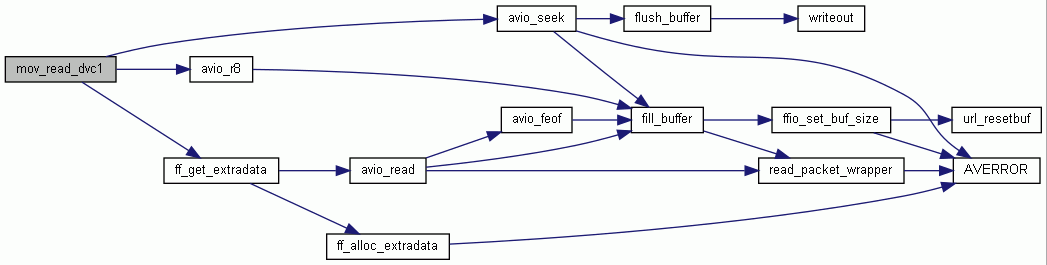 avio_seek
flush_buffer
writeout
mov_read_dvc1
avio_r8
avio_feof
fill_buffer
ffio_set_buf_size
url_resetbuf
ff_get_extradata
avio_read
read_packet_wrapper
AVERROR
ff_alloc_extradata